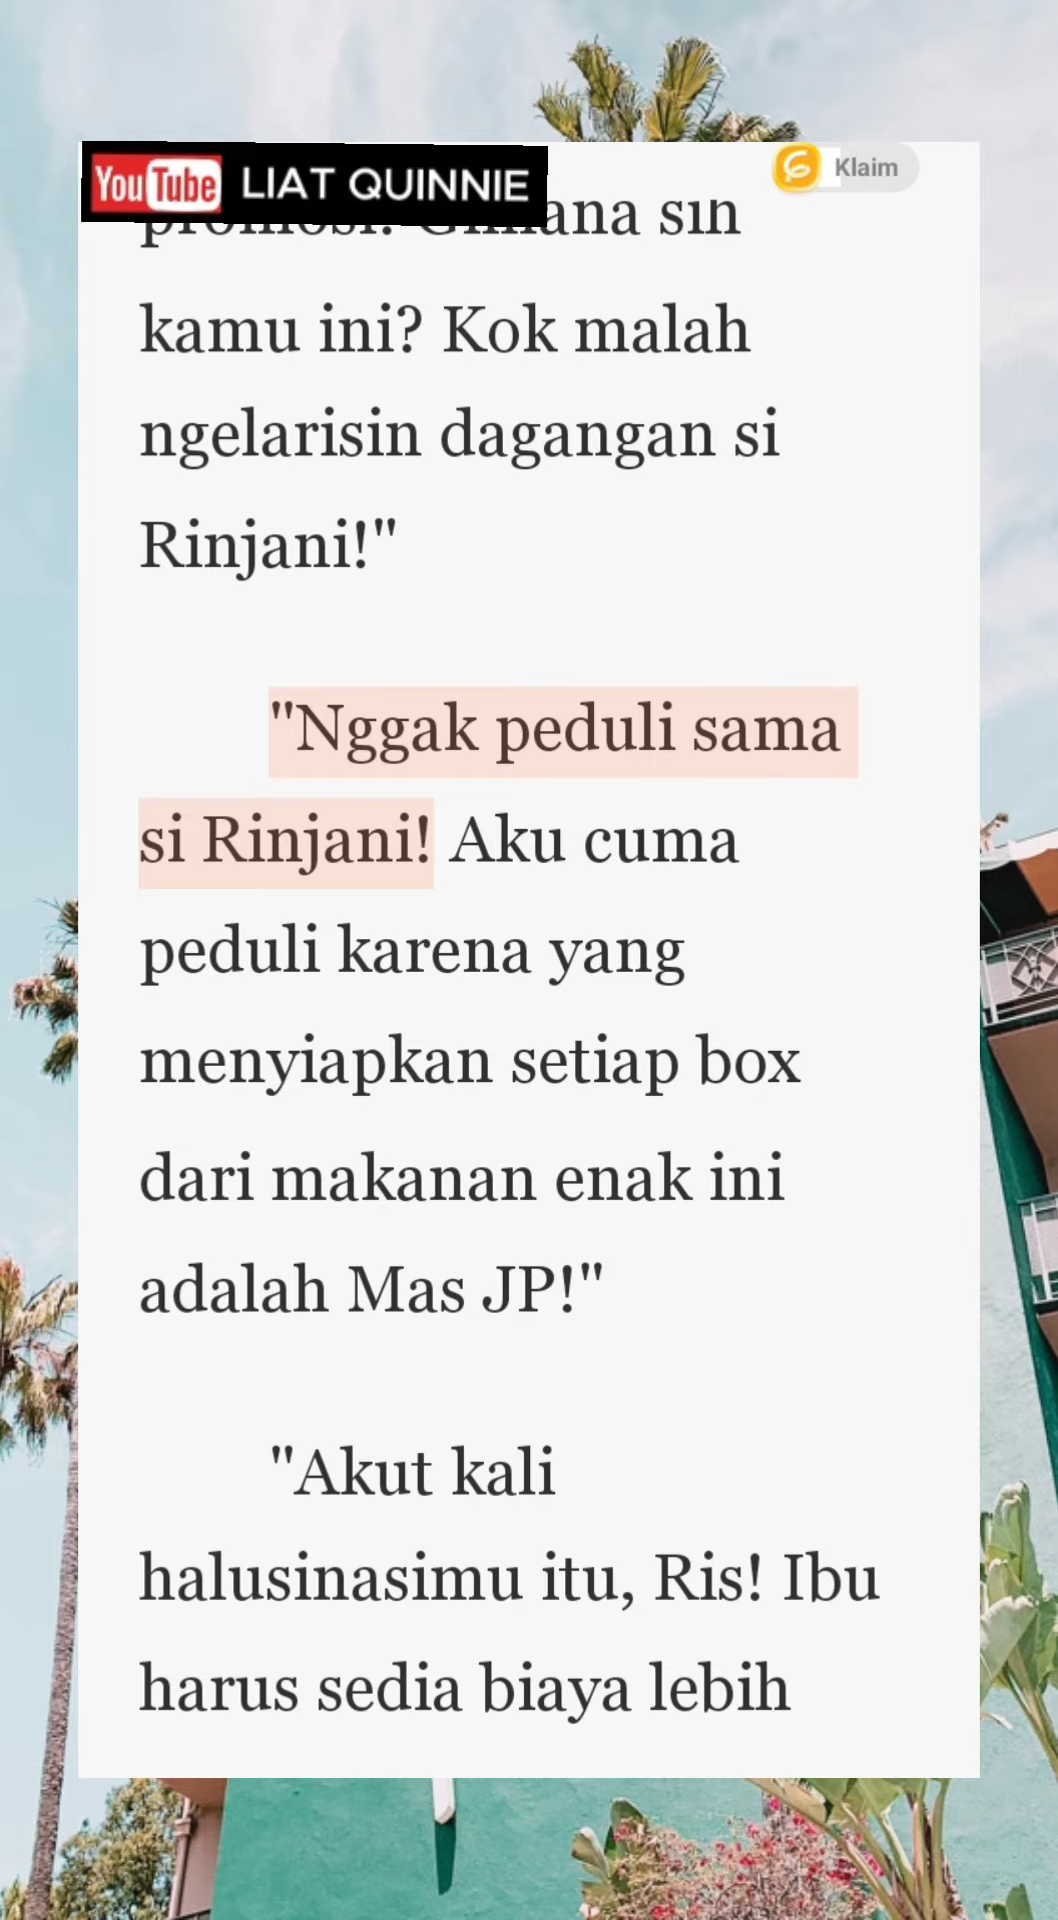 YouTube LIAT QUINNIE
Klaim
kamu ini? Kok malah
ngelarisin dagangan si
Rinjani!"
"Nggak peduli sama
si Rinjani! Aku cuma
peduli karena yang
menyiapkan setiap box
dari makanan enak ini
adalah Mas JP!"
"Akut kali
halusinasimu itu, Ris! Ibu
harus sedia biaya lebih